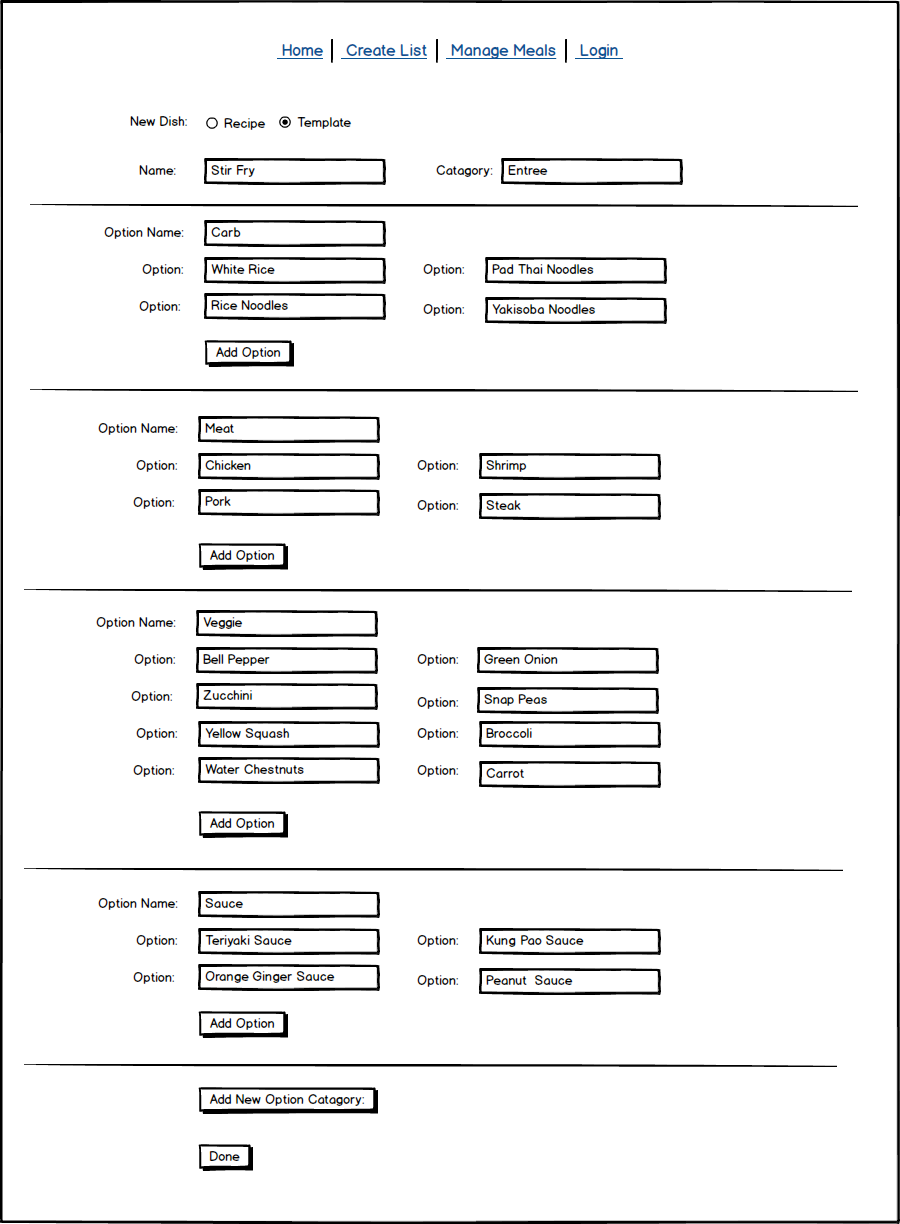 Home | Create List | Manage Meals | Login
New Dish: Recipe Template
Name: Stir Fry Catagory: Entree
Option Name: Carb
Option: White Rice Option: Pad Thai Noodles
Option: Rice Noodles Option: Yakisoba Noodles
Add Option
Option Name: Meat
Option: Chicken Option: Shrimp
Option: Pork Option: Steak
Add Option
Option Name: Veggie
Option: Bell Pepper Option: Green Onion
Option: Zucchini Option: Snap Peas
Option: Yellow Squash Option: Broccoli
Option: Water Chestnuts Option: Carrot
Add Option
Option Name: Sauce
Option: Teriyaki Sauce Option: Kung Pao Sauce
Option: Orange Ginger Sauce Option: Peanut Sauce
Add Option
Add New Option Catagory:
Done